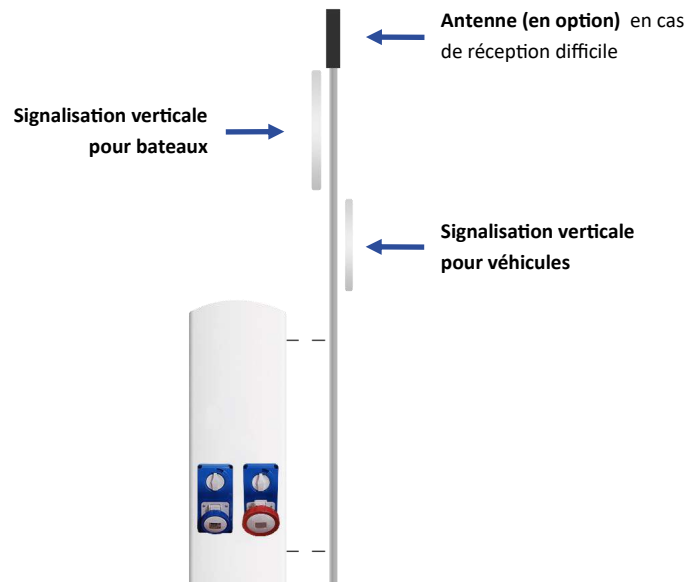 Antenne (en option) en cas
de réception difficile
Signalisation verticale
pour bateaux
Signalisation verticale
pour véhicules